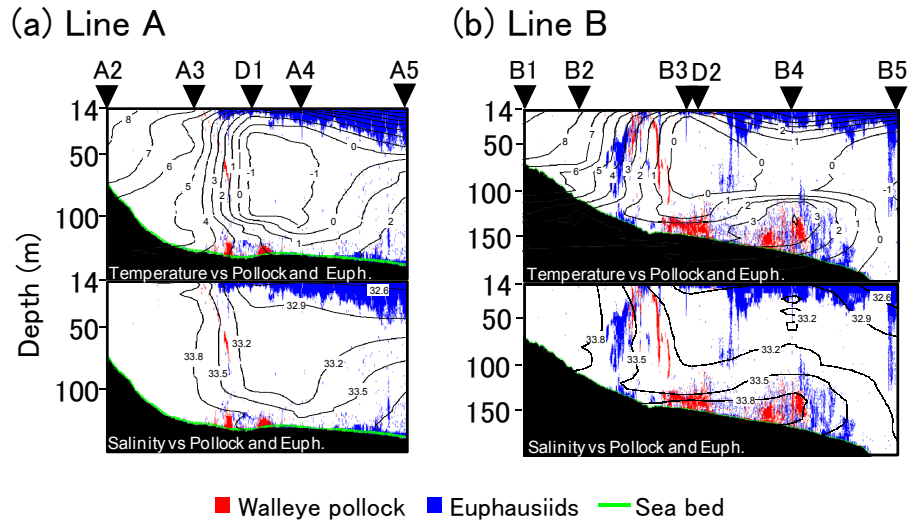 (a) Line A
(b) Line B
A2 A3 D1 A4 A5
B1 B2 B3 D2 B4 B5
14
50
100
8 7 6 5 4 3 2 1 0 -1 0 -1 0 2 1
Temperature vs Pollock and Euph.
14
50
100
32.6 32.9 33.2 33.8 33.5 33.2 33.5
Salinity vs Pollock and Euph.
14
50
100
150
8 7 6 5 4 3 2 1 0 2 1 0 0 -1 0 1 2 3 3 2 1 0
Temperature vs Pollock and Euph.
14
50
100
150
32.6 32.9 33.2 33.8 33.5 33.2 33.5 33.8
Salinity vs Pollock and Euph.
Depth (m)
Walleye pollock Euphausiids Sea bed